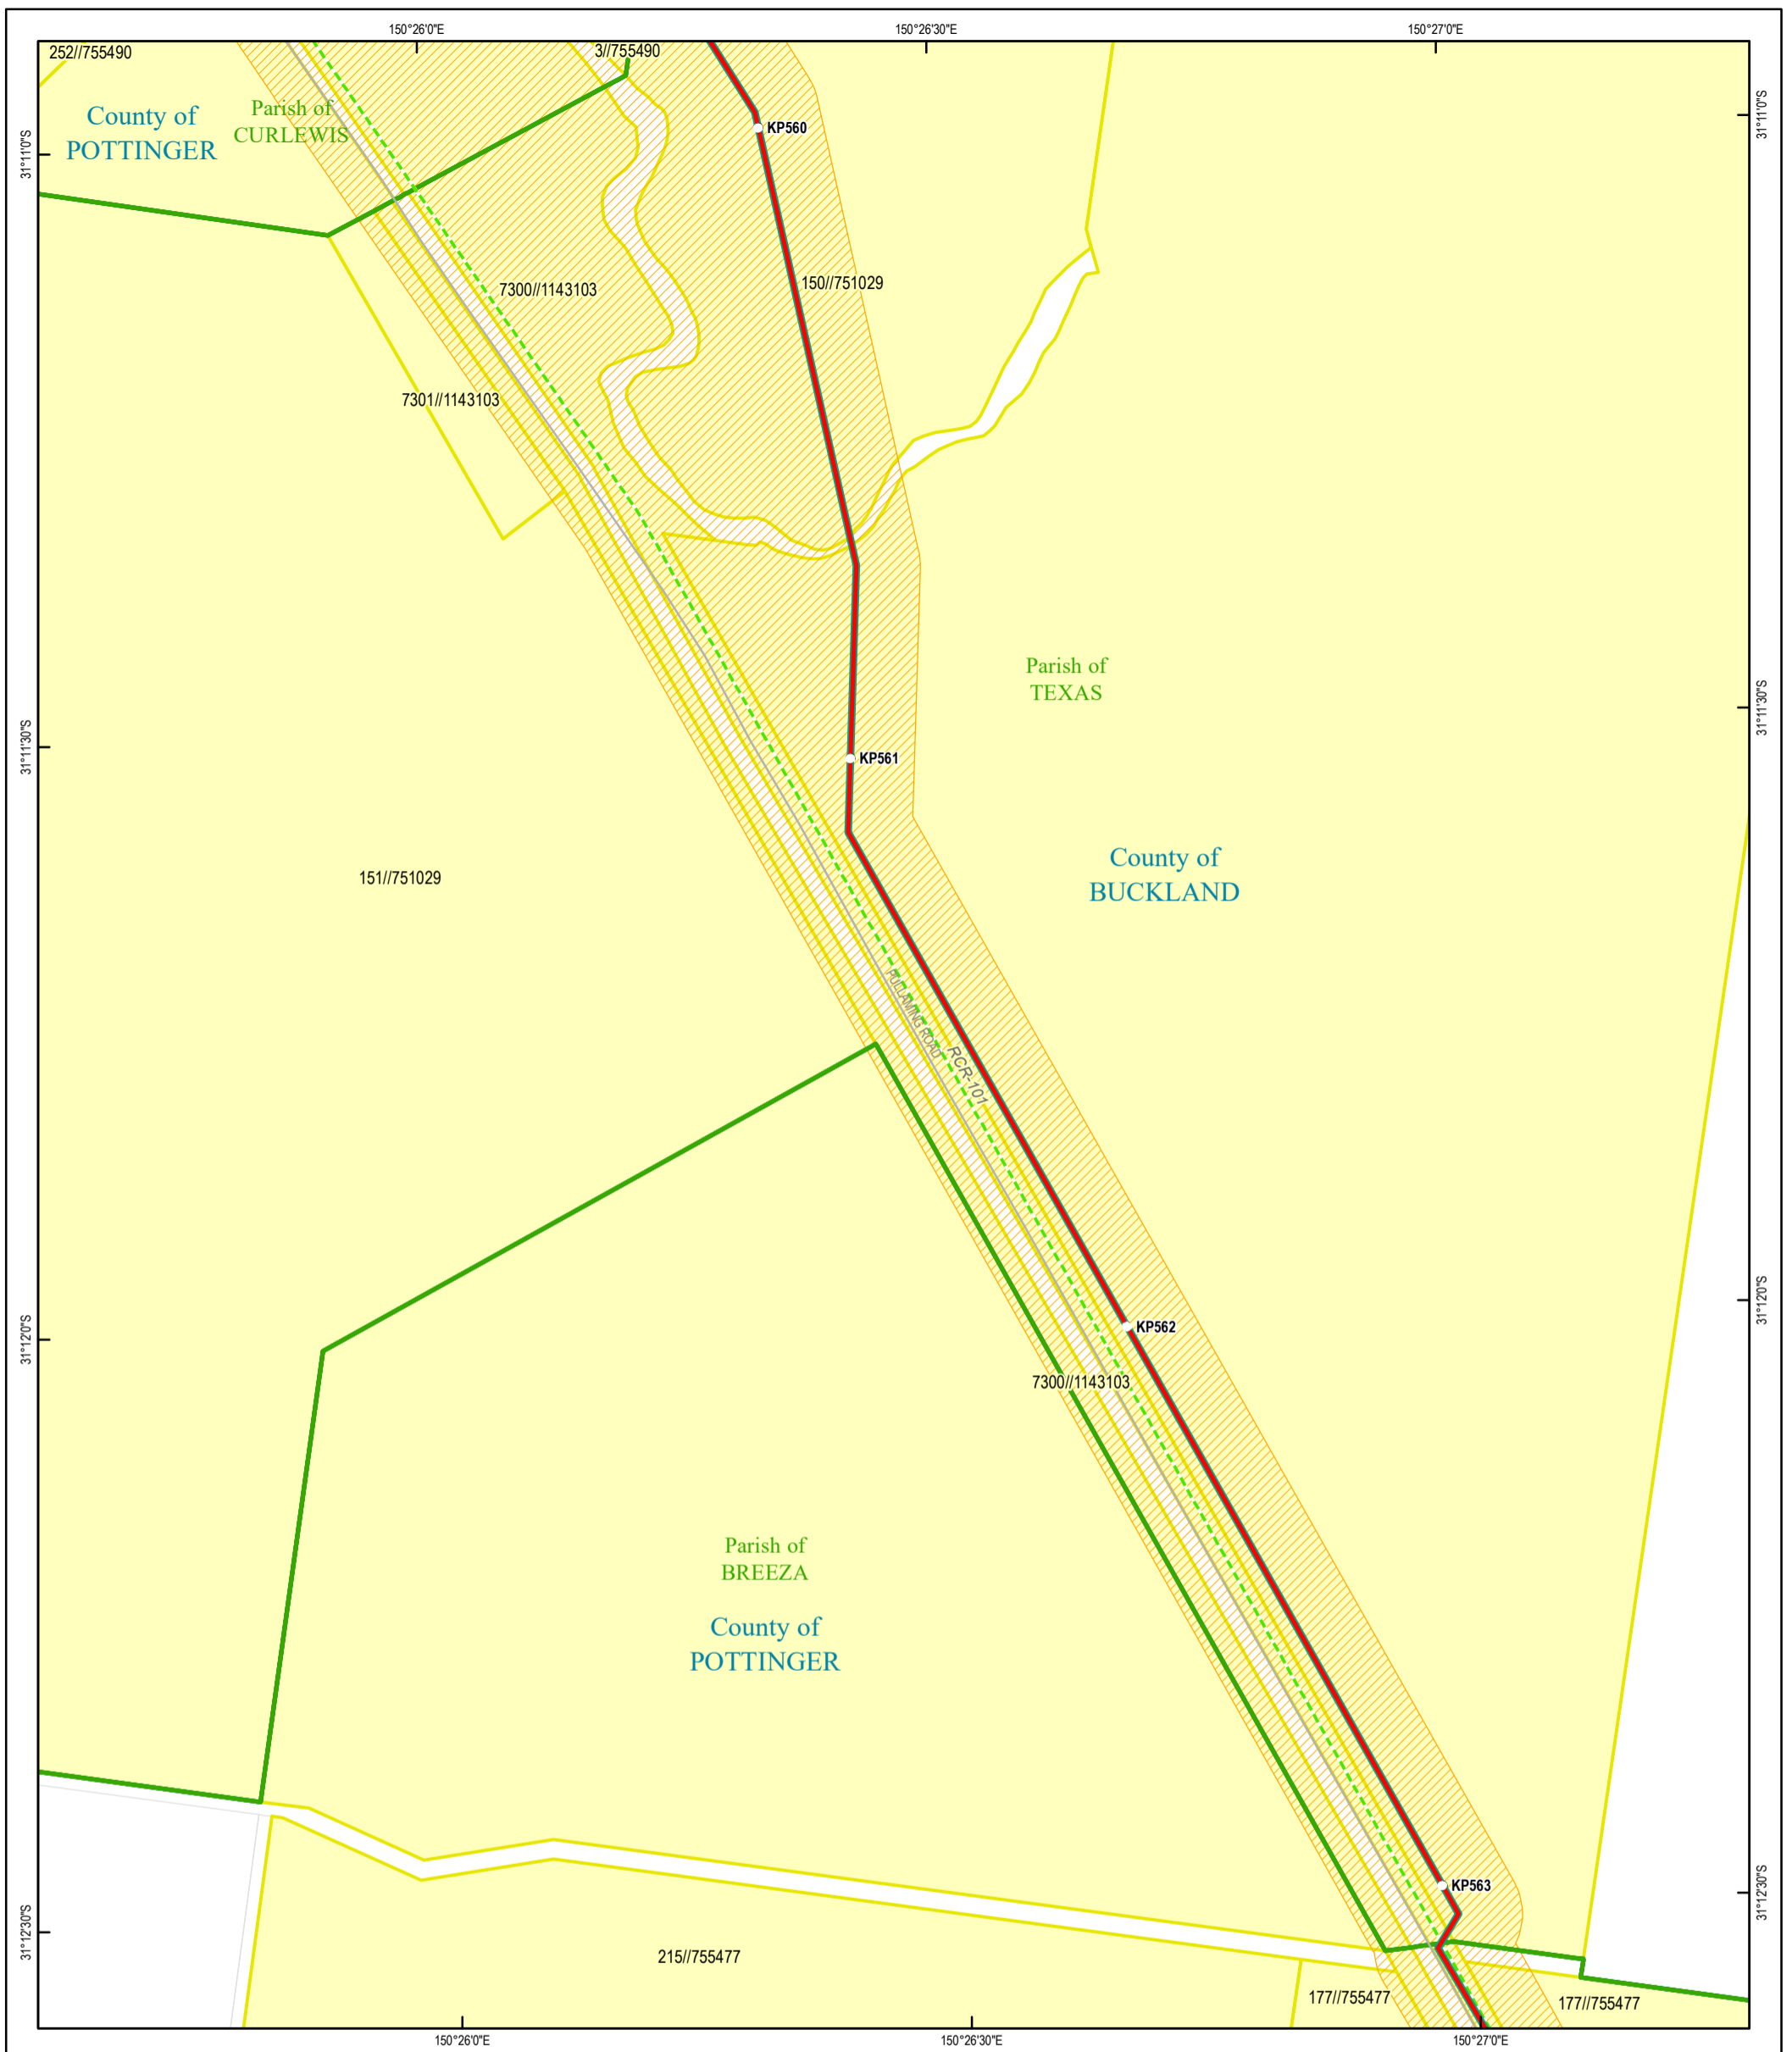 150°26'0"E
150°26'30"E
150°27'0"E
252//755490
3//755490
County of
POTTINGER
Parish of
CURLEWIS
KP560
31°11'0"S
31°11'0"S
7300//1143103
150//751029
7301//1143103
Parish of
TEXAS
31°11'30"S
31°11'30"S
KP561
County of
BUCKLAND
151//751029
PULLAMING ROAD
RCR-101
31°12'0"S
31°12'0"S
KP562
7300//1143103
Parish of
BREEZA
County of
POTTINGER
KP563
31°12'30"S
31°12'30"S
215//755477
177//755477
177//755477
150°26'0"E
150°26'30"E
150°27'0"E